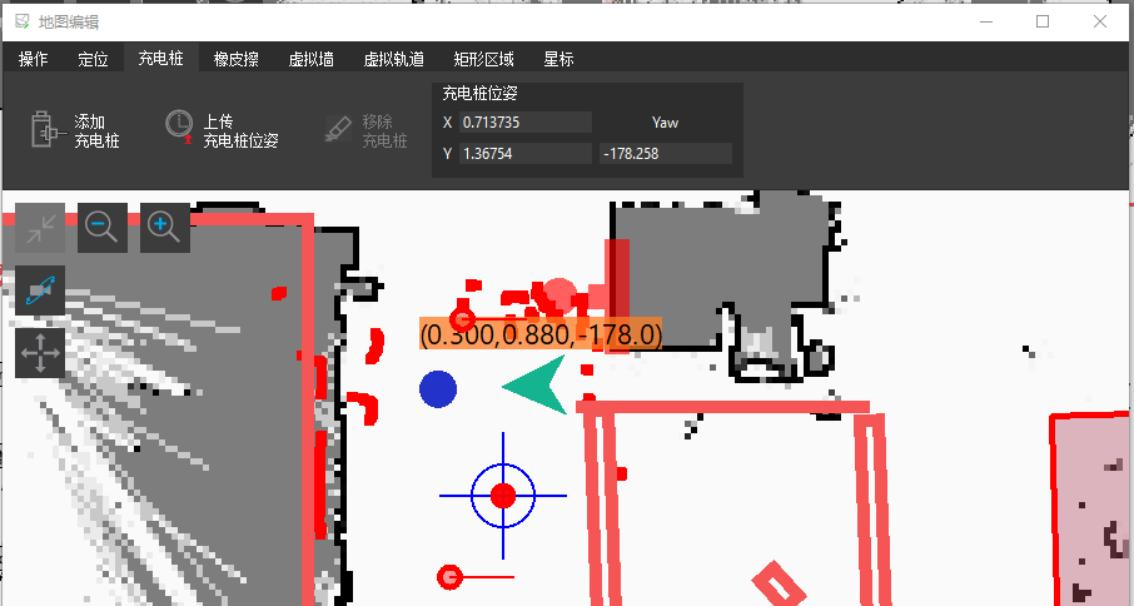 地图编辑
操作 定位 充电桩 橡皮擦 虚拟墙 虚拟轨道 矩形区域 星标
添加
充电桩
上传
充电桩位姿
移除
充电桩
充电桩位姿
X 0.713735 Yaw
Y 1.36754 -178.258
(0.300,0.880,-178.0)